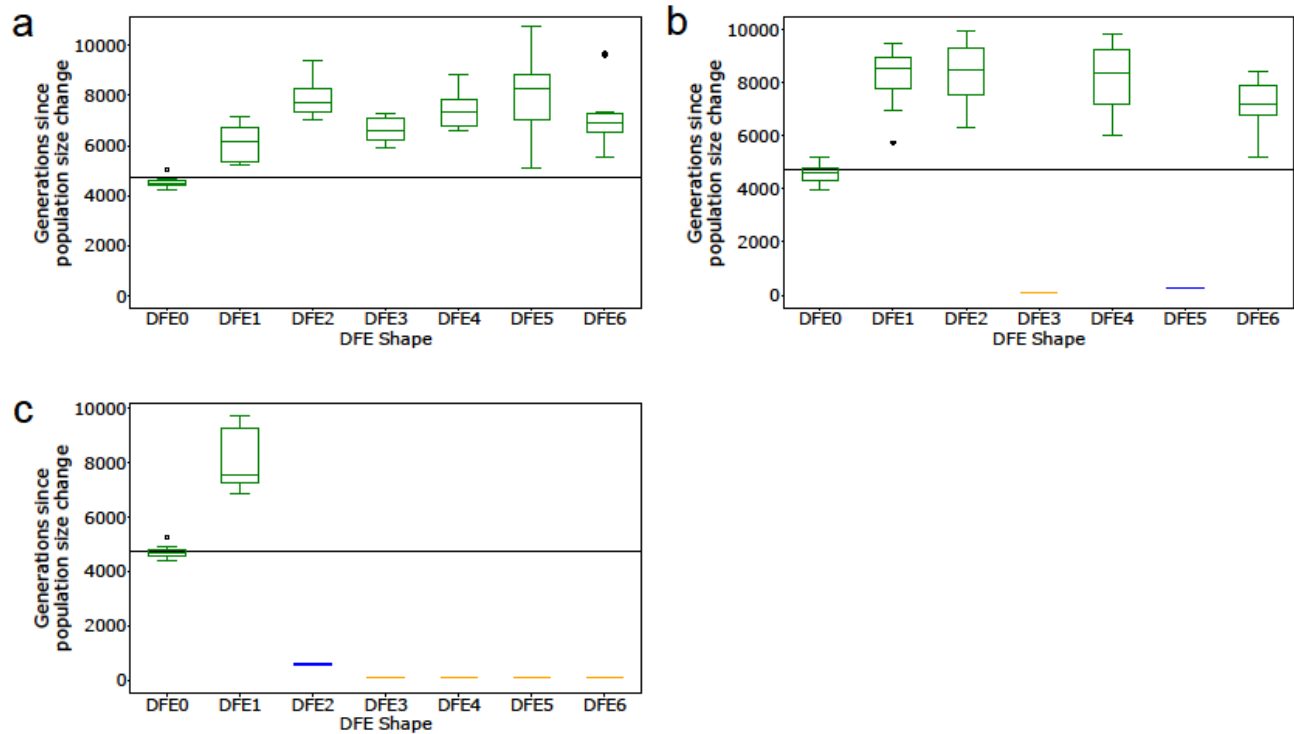 a
Generations since
population size change
10000
8000
6000
4000
2000
0
DFE0 DFE1 DFE2 DFE3 DFE4 DFE5 DFE6
DFE Shape
b
Generations since
population size change
10000
8000
6000
4000
2000
0
DFE0 DFE1 DFE2 DFE3 DFE4 DFE5 DFE6
DFE Shape
c
Generations since
population size change
10000
8000
6000
4000
2000
0
DFE0 DFE1 DFE2 DFE3 DFE4 DFE5 DFE6
DFE Shape